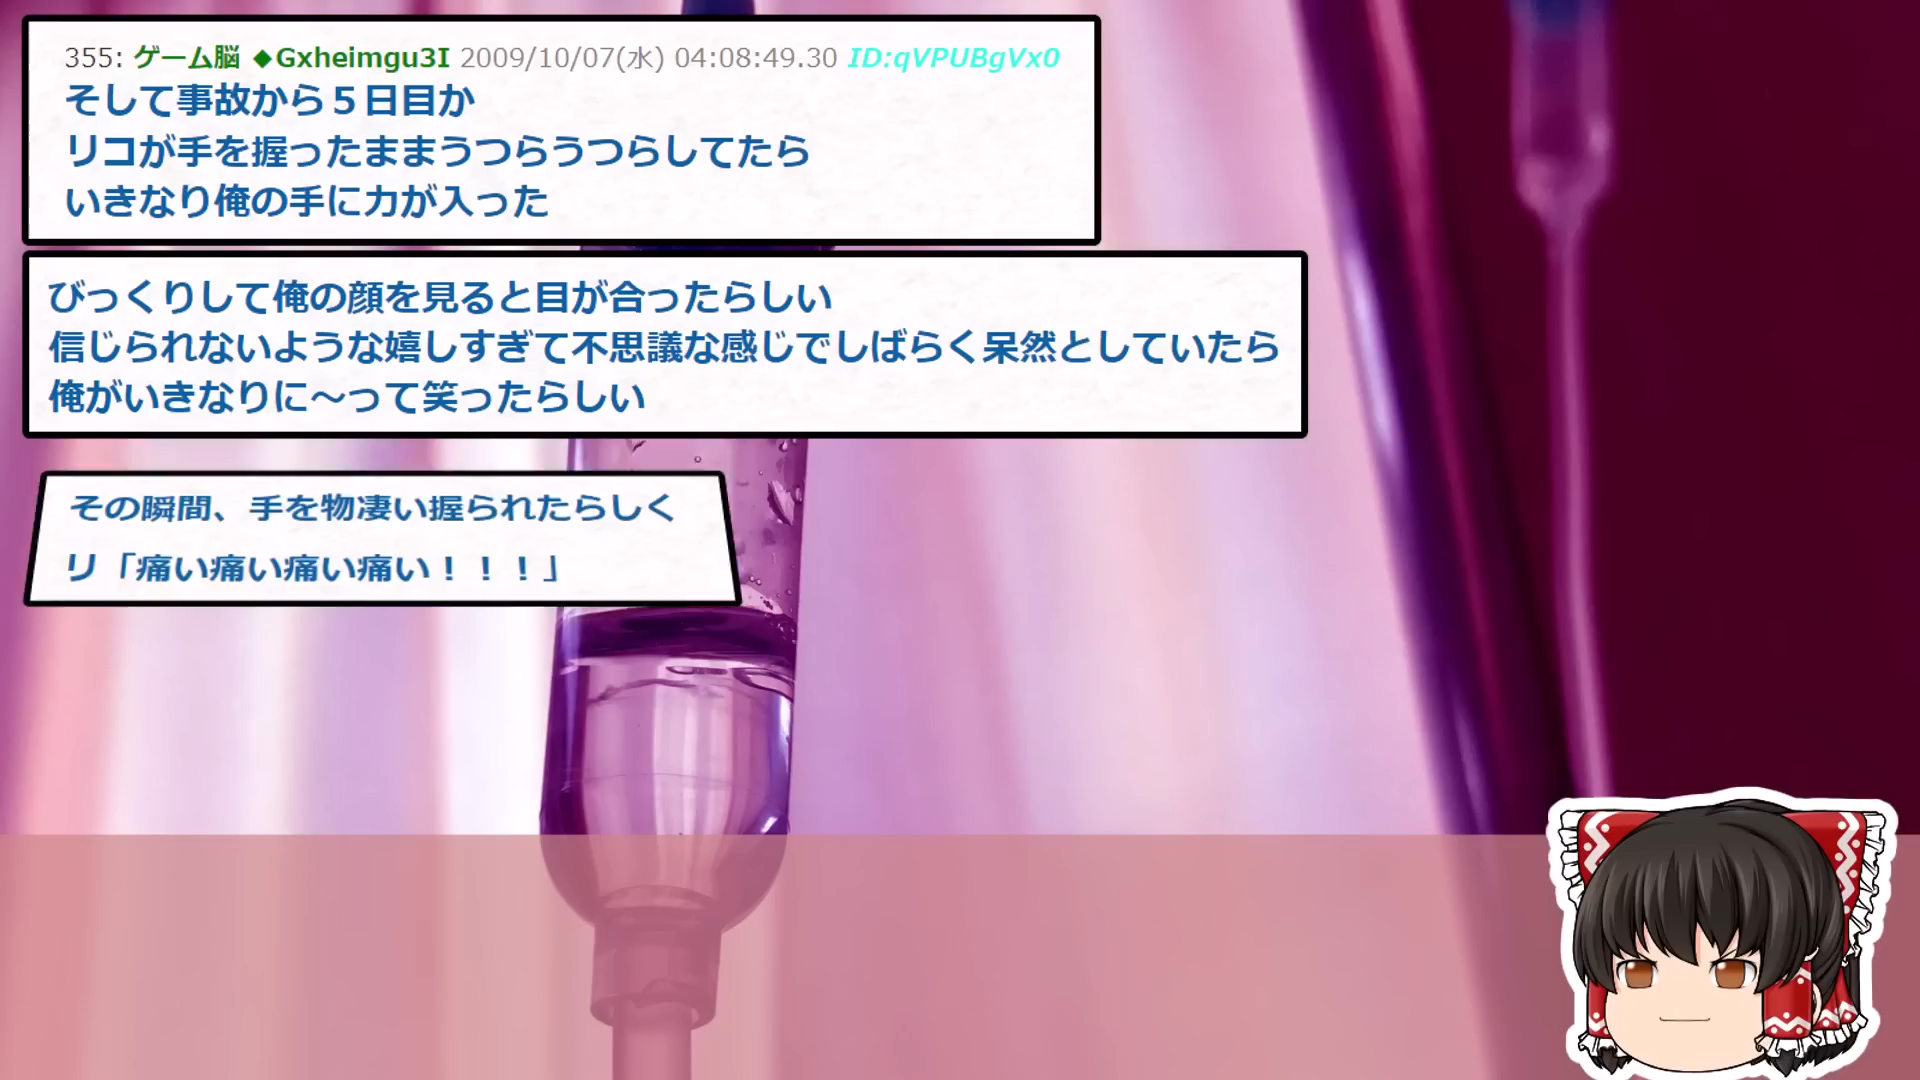 355: ゲーム脳 ◆Gxheimgu3I 2009/10/07(水) 04:08:49.30 ID:qVPUBgVx0
そして事故から５日目か
リコが手を握ったままうつらうつらしてたら
いきなり俺の手に力が入った
びっくりして俺の顔を見ると目が合ったらしい
信じられないような嬉しすぎて不思議な感じでしばらく呆然としていたら
俺がいきなりに～って笑ったらしい
その瞬間、手を物凄い握られたらしく
リ「痛い痛い痛い痛い！！！」